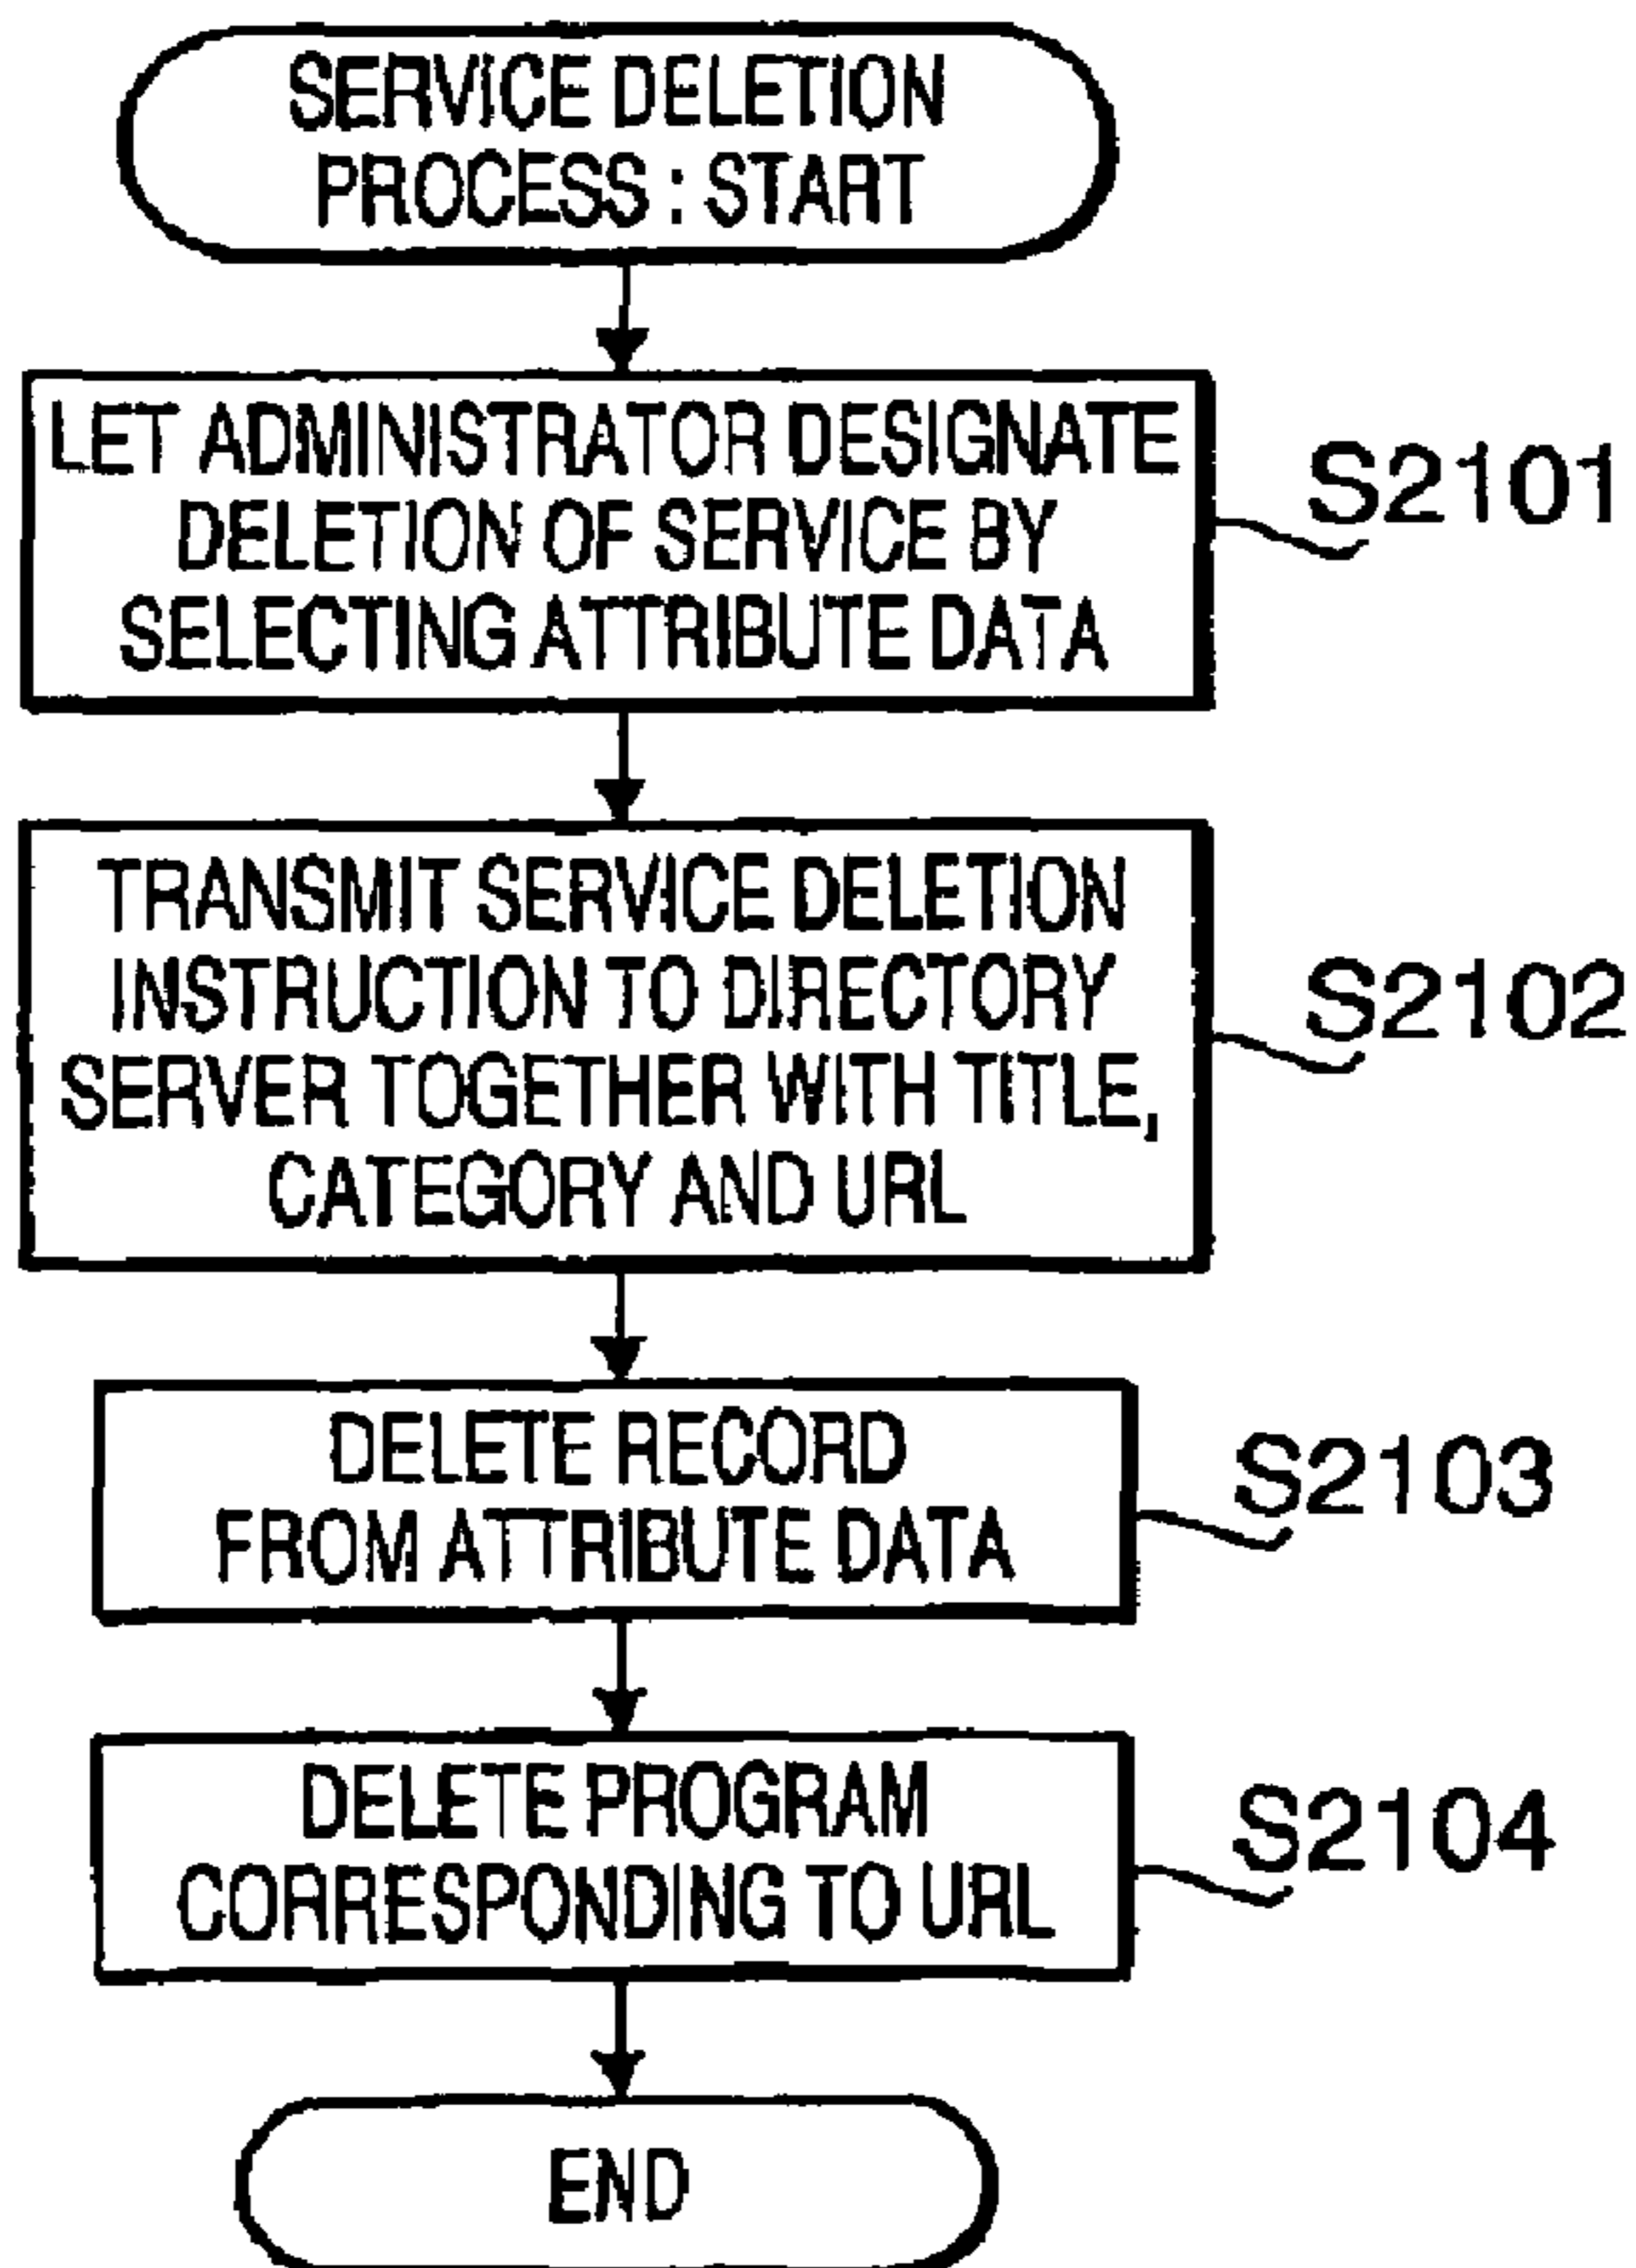 SERVICE DELETION
PROCESS : START
LET ADMINISTRATOR DESIGNATE
DELETION OF SERVICE BY
SELECTING ATTRIBUTE DATA
S2101
TRANSMIT SERVICE DELETION
INSTRUCTION TO DIRECTORY
SERVER TOGETHER WITH TITLE,
CATEGORY AND URL
S2102
DELETE RECORD
FROM ATTRIBUTE DATA
S2103
DELETE PROGRAM
CORRESPONDING TO URL
S2104
END